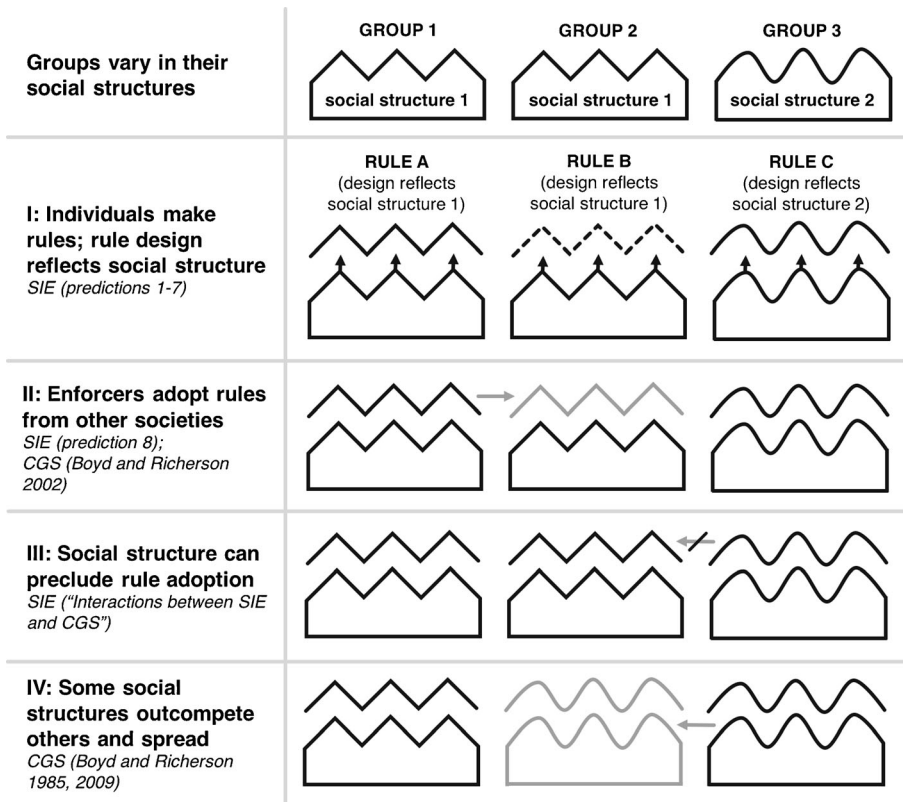 GROUP 1
GROUP 2
GROUP 3
Groups vary in their
social structures
social structure 1
social structure 1
social structure 2
RULE A
(design reflects
social structure 1)
RULE B
(design reflects
social structure 1)
RULE C
(design reflects
social structure 2)
I: Individuals make
rules; rule design
reflects social structure
SIE (predictions 1-7)
II: Enforcers adopt rules
from other societies
SIE (prediction 8);
CGS (Boyd and Richerson
2002)
III: Social structure can
preclude rule adoption
SIE (“Interactions between SIE
and CGS”)
IV: Some social
structures outcompete
others and spread
CGS (Boyd and Richerson
1985, 2009)